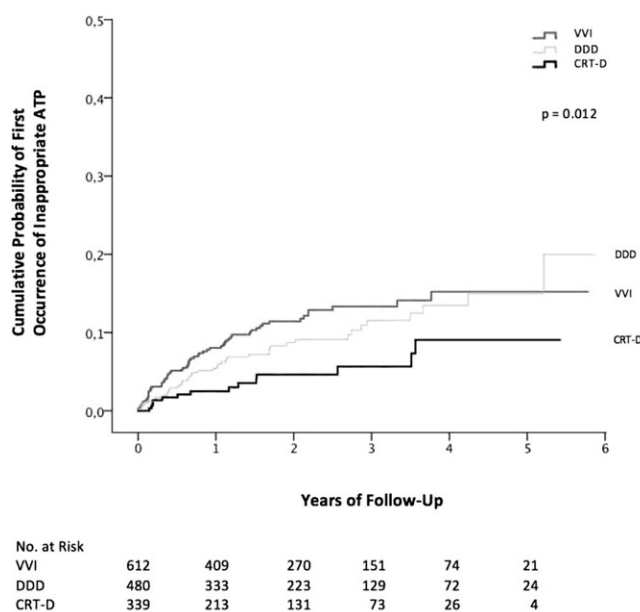 0,5
0,4
0,3
0,2
0,1
0,0
Cumulative Probability of First
Occurrence of Inappropriate ATP
VVI
DDD
CRT-D
p = 0.012
DDD
VVI
CRT-D
0 1 2 3 4 5 6
Years of Follow-Up
No. at Risk
VVI 612 409 270 151 74 21
DDD 480 333 223 129 72 24
CRT-D 339 213 131 73 26 4